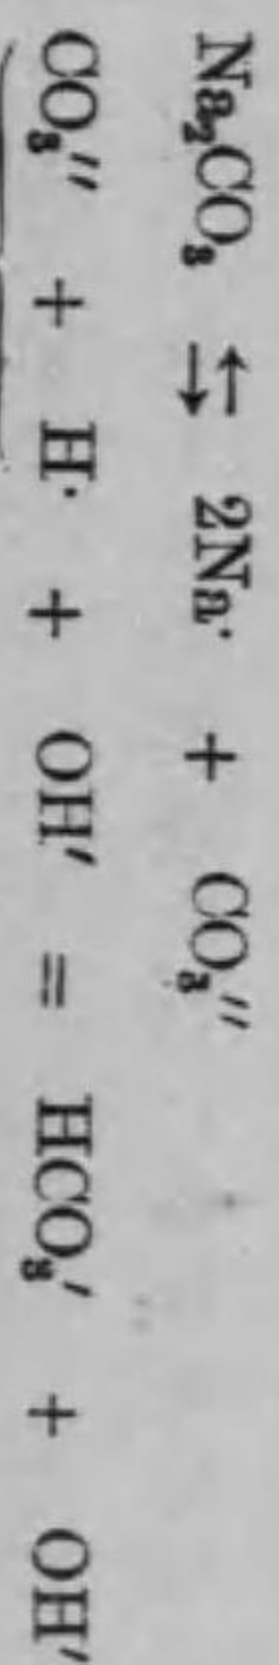 Na₂CO₃ ⇄ 2Na· + CO₃″
CO₃″ + H· + OH′ = HCO₃′ + OH′